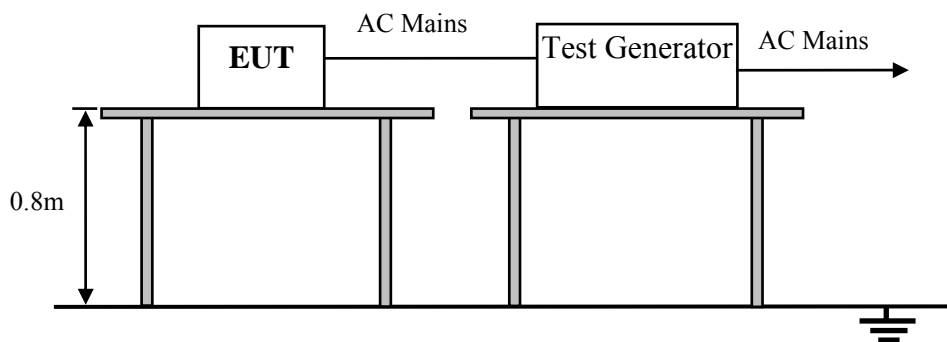 AC Mains
EUT
Test Generator
AC Mains
0.8m